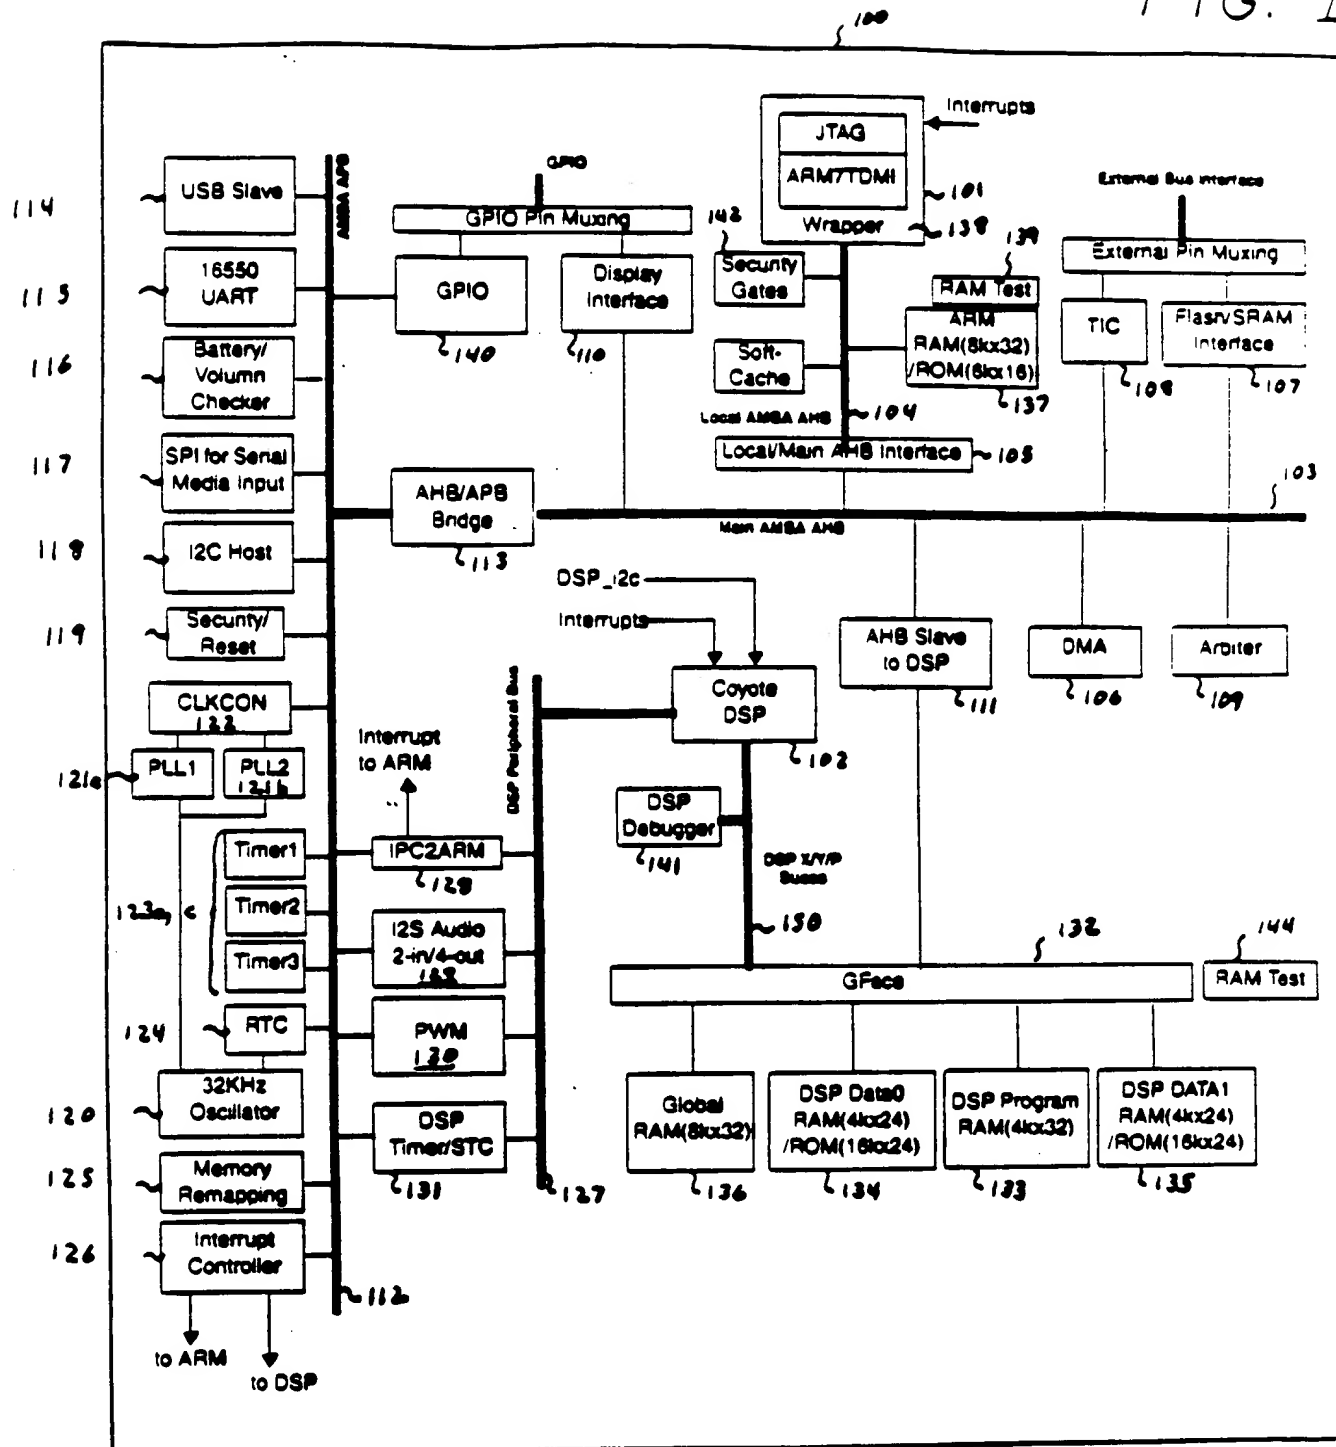 FIG. 1
100
Interrupts
JTAG
ARM7TDMI
101
Wrapper
138
GPIO
GPIO Pin Muxing
External Bus Interface
External Pin Muxing
114
USB Slave
AMBA APB
115
16550
UART
GPIO
140
Display
Interface
110
142
Security
Gates
Soft-
Cache
139
RAM Test
ARM
RAM(8kx32)
/ROM(6kx16)
137
TIC
108
Flash/SRAM
Interface
107
116
Battery/
Volumn
Checker
Local AMBA AHB
104
Local/Main AHB Interface
105
117
SPI for Serial
Media Input
AHB/APB
Bridge
113
Main AMBA AHB
103
118
I2C Host
119
Security/
Reset
DSP_i2c
Interrupts
Coyote
DSP
102
AHB Slave
to DSP
111
DMA
106
Arbiter
109
CLKCON
122
121a
PLL1
PLL2
121b
Interrupt
to ARM
DSP Peripheral Bus
DSP
Debugger
141
DSP X/Y/P
Buses
150
123a, c
Timer1
Timer2
Timer3
IPC2ARM
128
I2S Audio
2-in/4-out
PWM
130
DSP
Timer/STC
131
127
132
GFace
144
RAM Test
124
RTC
120
32KHz
Oscillator
125
Memory
Remapping
126
Interrupt
Controller
112
to ARM
to DSP
Global
RAM(8kx32)
136
DSP Data0
RAM(4kx24)
/ROM(16kx24)
134
DSP Program
RAM(4kx32)
133
DSP DATA1
RAM(4kx24)
/ROM(16kx24)
135